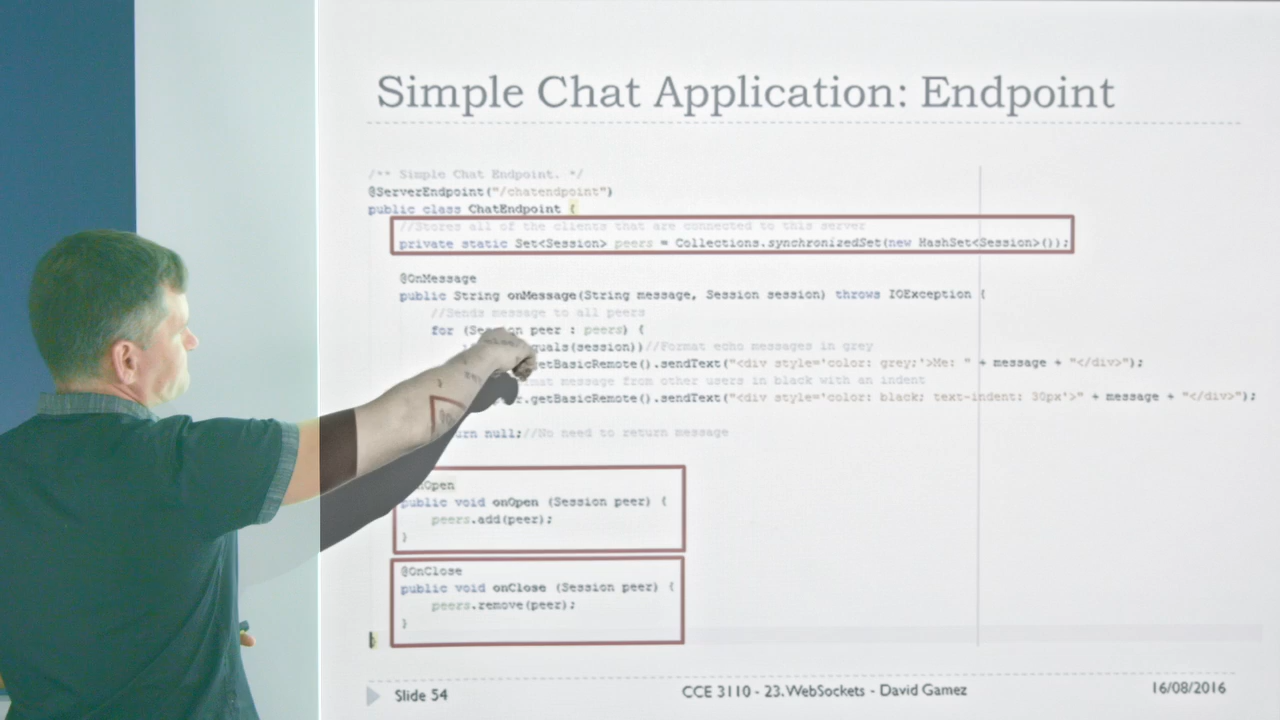 Simple Chat Application: Endpoint
/** Simple Chat Endpoint. */
@ServerEndpoint("/chatendpoint")
public class ChatEndpoint {
//Stores all of the clients that are connected to this server
private static Set<Session> peers = Collections.synchronizedSet(new HashSet<Session>());
@OnMessage
public String onMessage(String message, Session session) throws IOException {
//Sends message to all peers
for (Session peer : peers) {
quals(session))//Format echo messages in grey
getBasicRemote().sendText("<div style='color: grey;'>Me: " + message + "</div>");
mat message from other users in black with an indent
r.getBasicRemote().sendText("<div style='color: black; text-indent: 30px'>" + message + "</div>");
urn null;//No need to return message
nOpen
public void onOpen (Session peer) {
peers.add(peer);
}
@OnClose
public void onClose (Session peer) {
peers.remove(peer);
}
}
Slide 54 CCE 3110 - 23. WebSockets - David Gamez 16/08/2016